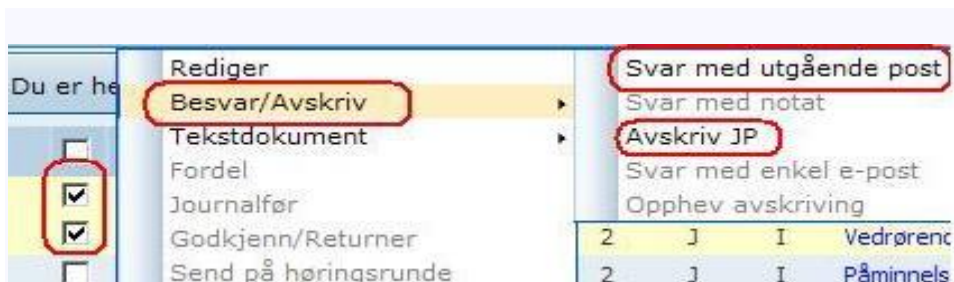 Du er he
Rediger
Besvar/Avskriv
Tekstdokument
Fordel
Journalfør
Godkjenn/Returner
Send på høringsrunde
Svar med utgående post
Svar med notat
Avskriv JP
Svar med enkel e-post
Opphev avskriving
2 J I Vedrørend
2 J I Påminnels